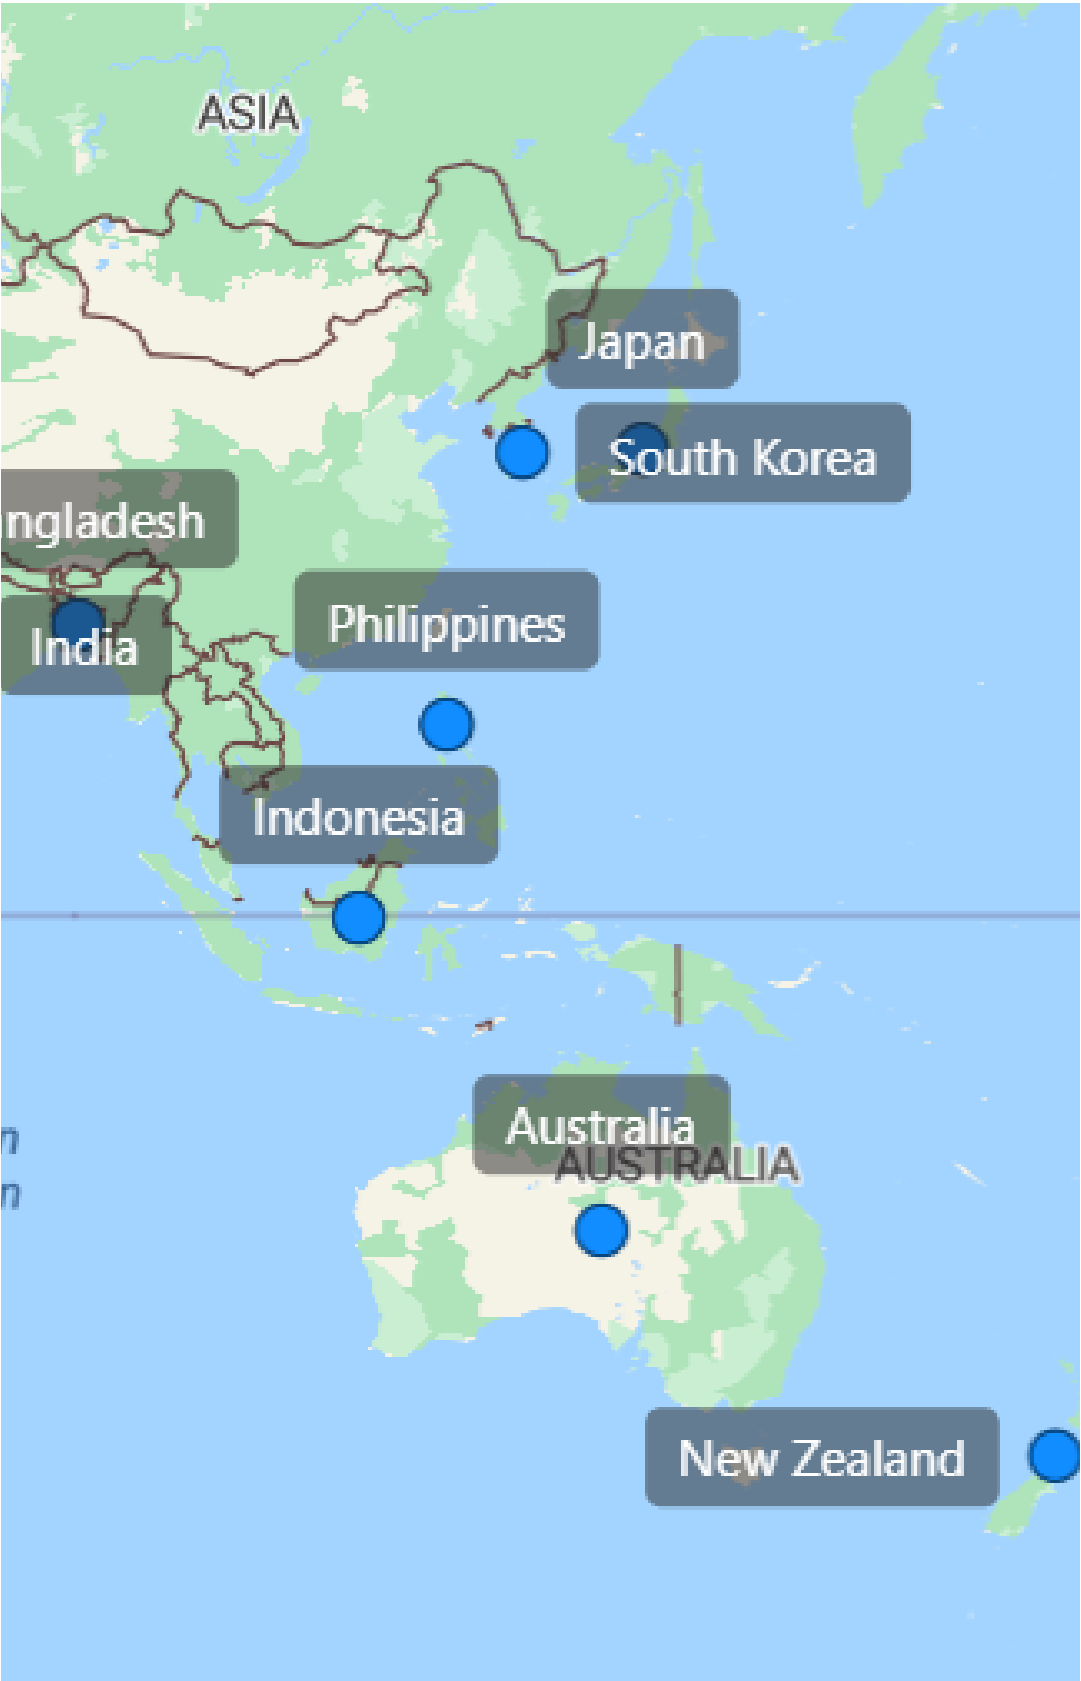 ASIA
Japan
South Korea
ngladesh
Philippines
India
Indonesia
Australia
AUSTRALIA
n
n
New Zealand